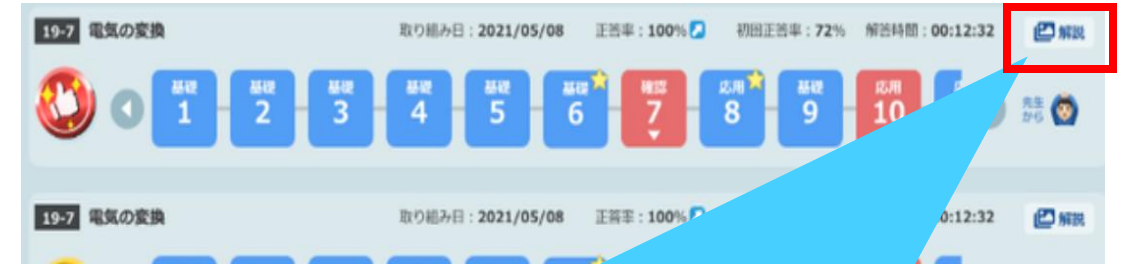 19-7 電気の変換 取り組み日：2021/05/08 正答率：100% 初回正答率：72% 解答時間：00:12:32 解説
基礎 基礎 基礎 基礎 基礎 基礎 確認 応用 基礎 応用
1 2 3 4 5 6 7 8 9 10
先生
から
19-7 電気の変換 取り組み日：2021/05/08 正答率：100% 0:12:32 解説